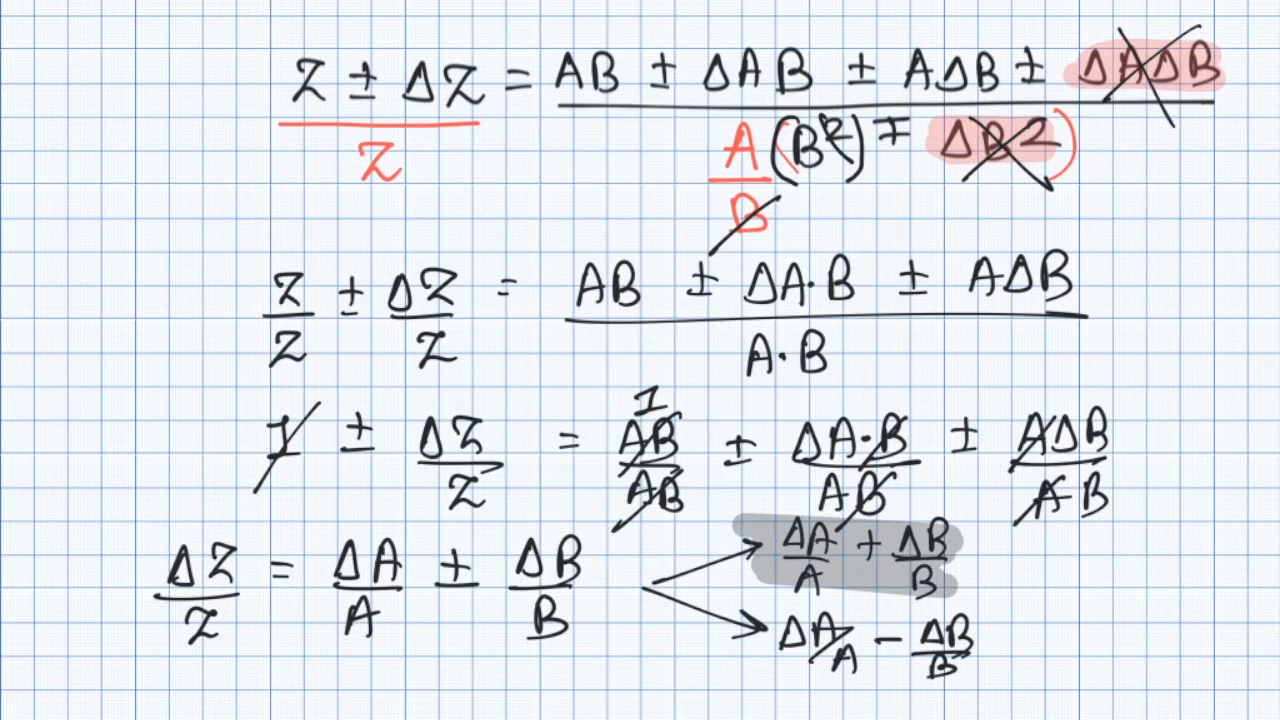 Z ± ΔZ = AB ± ΔAB ± AΔB ± ΔAΔB
Z A/B (B²) ∓ ΔB²)
Z/Z ± ΔZ/Z = (AB ± ΔA·B ± AΔB)/(A·B)
1
1 ± ΔZ/Z = AB/AB ± ΔA·B/AB ± AΔB/AB
ΔZ/Z = ΔA/A ± ΔB/B
ΔA/A + ΔB/B
ΔA/A - ΔB/B